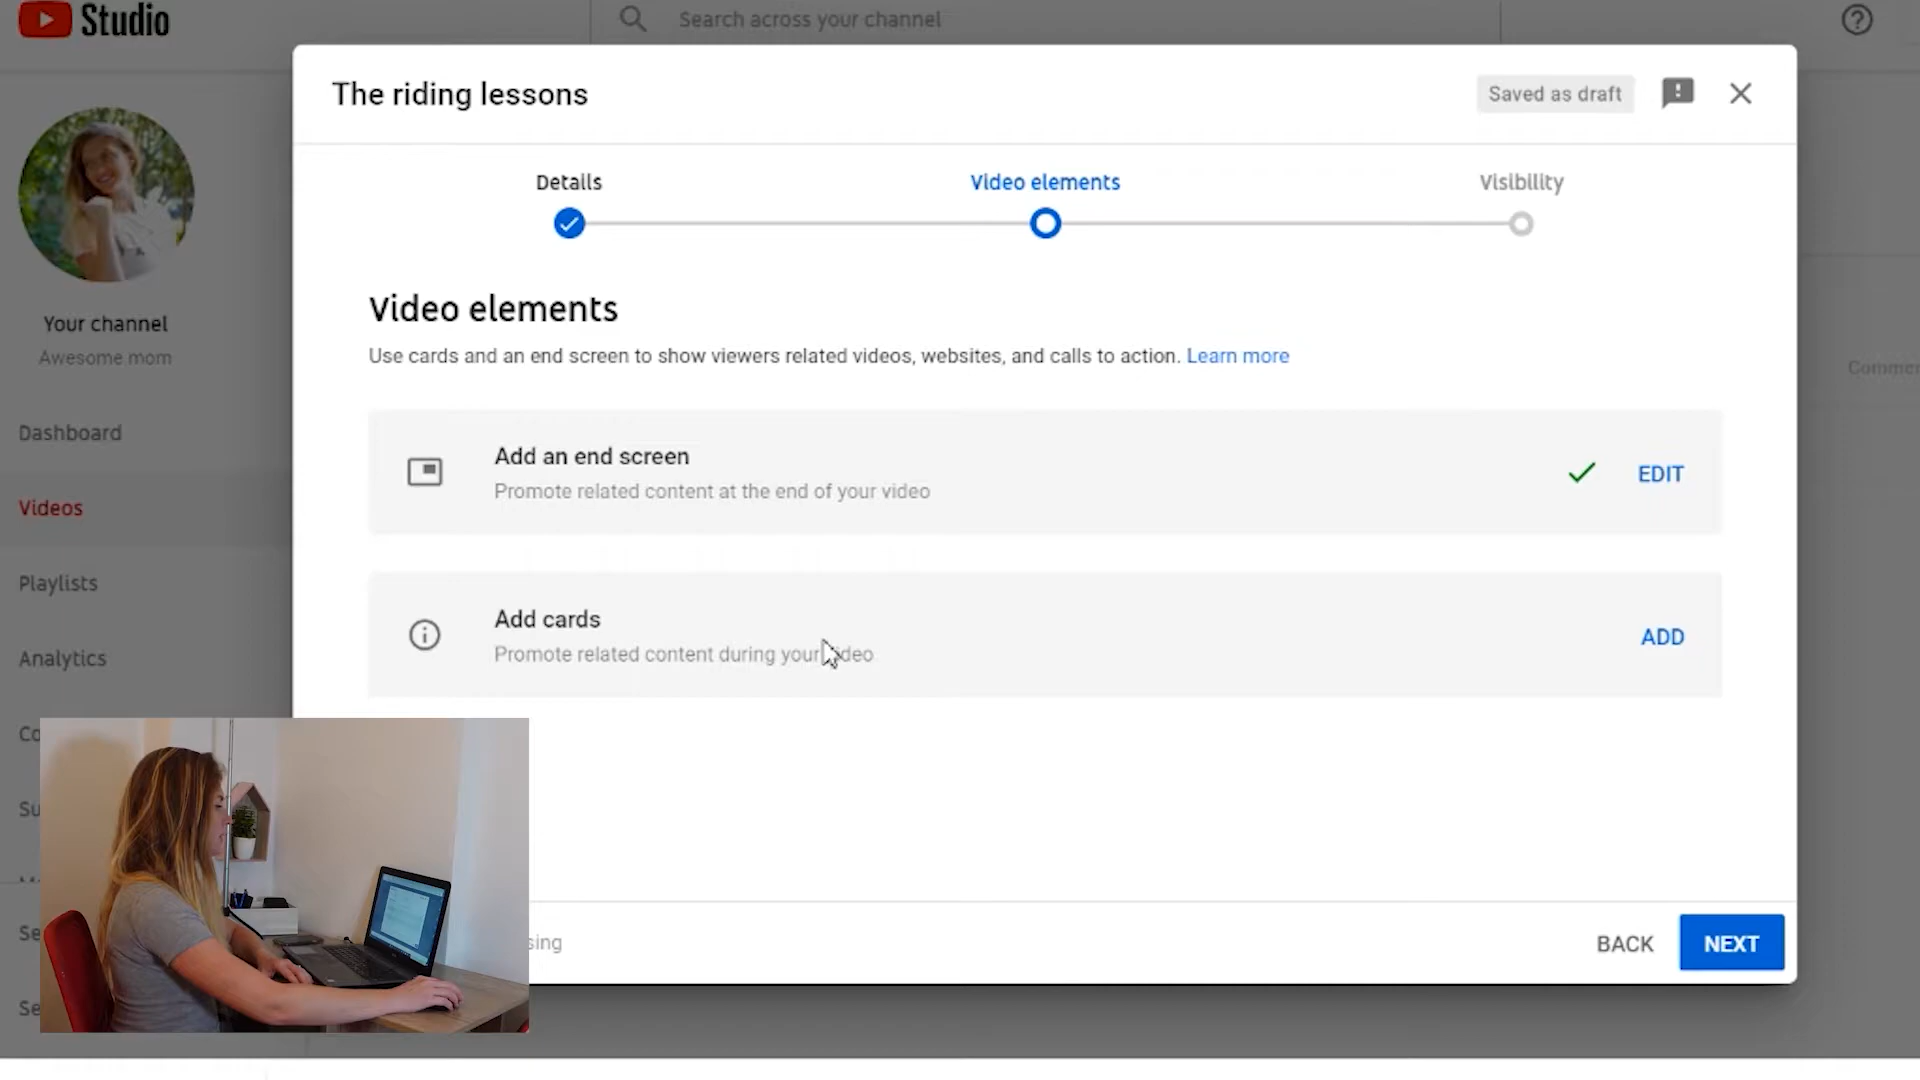 Studio
Search across your channel
The riding lessons
Saved as draft
Details
Video elements
Visibility
Your channel
Awesome mom
Dashboard
Videos
Playlists
Analytics
Video elements
Use cards and an end screen to show viewers related videos, websites, and calls to action. Learn more
Add an end screen
Promote related content at the end of your video
EDIT
Add cards
Promote related content during your video
ADD
BACK
NEXT